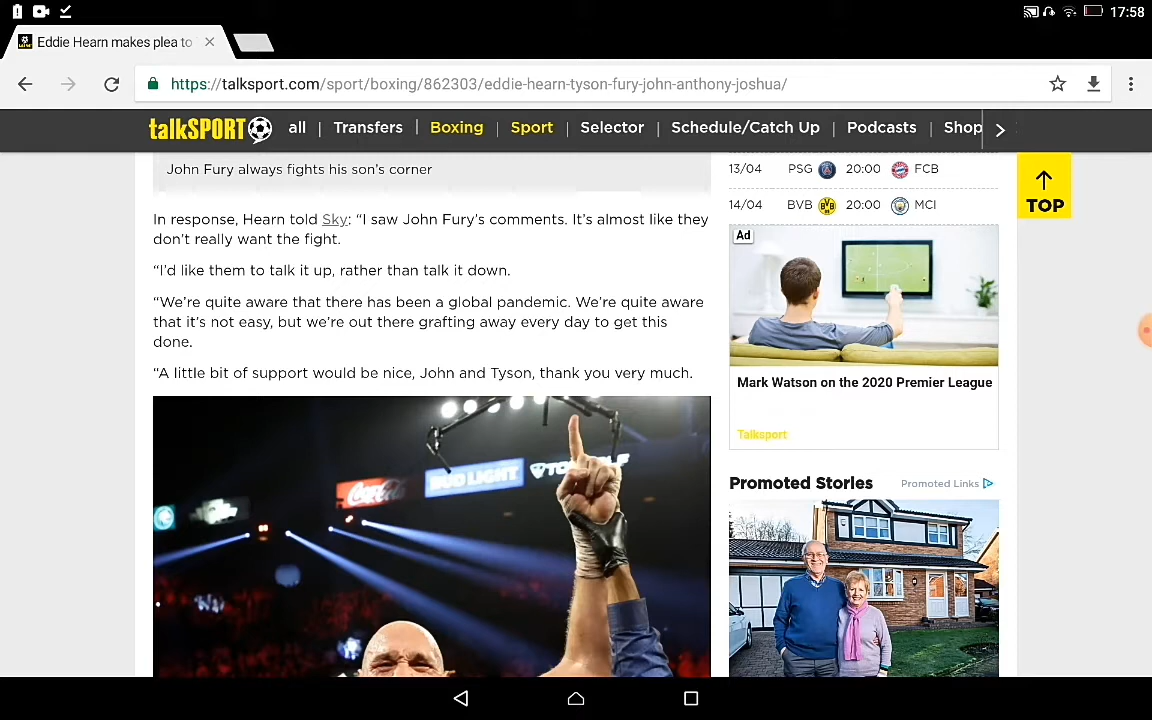 17:58
Eddie Hearn makes plea to
https://talksport.com/sport/boxing/862303/eddie-hearn-tyson-fury-john-anthony-joshua/
talkSPORT all | Transfers | Boxing | Sport | Selector | Schedule/Catch Up | Podcasts | Shop
John Fury always fights his son’s corner
In response, Hearn told Sky: “I saw John Fury’s comments. It’s almost like they
don’t really want the fight.
“I’d like them to talk it up, rather than talk it down.
“We’re quite aware that there has been a global pandemic. We’re quite aware
that it’s not easy, but we’re out there grafting away every day to get this
done.
“A little bit of support would be nice, John and Tyson, thank you very much.
Coca-Cola
BUD LIGHT
13/04 PSG 20:00 FCB
14/04 BVB 20:00 MCI
Ad
Mark Watson on the 2020 Premier League
Talksport
Promoted Stories
Promoted Links
TOP